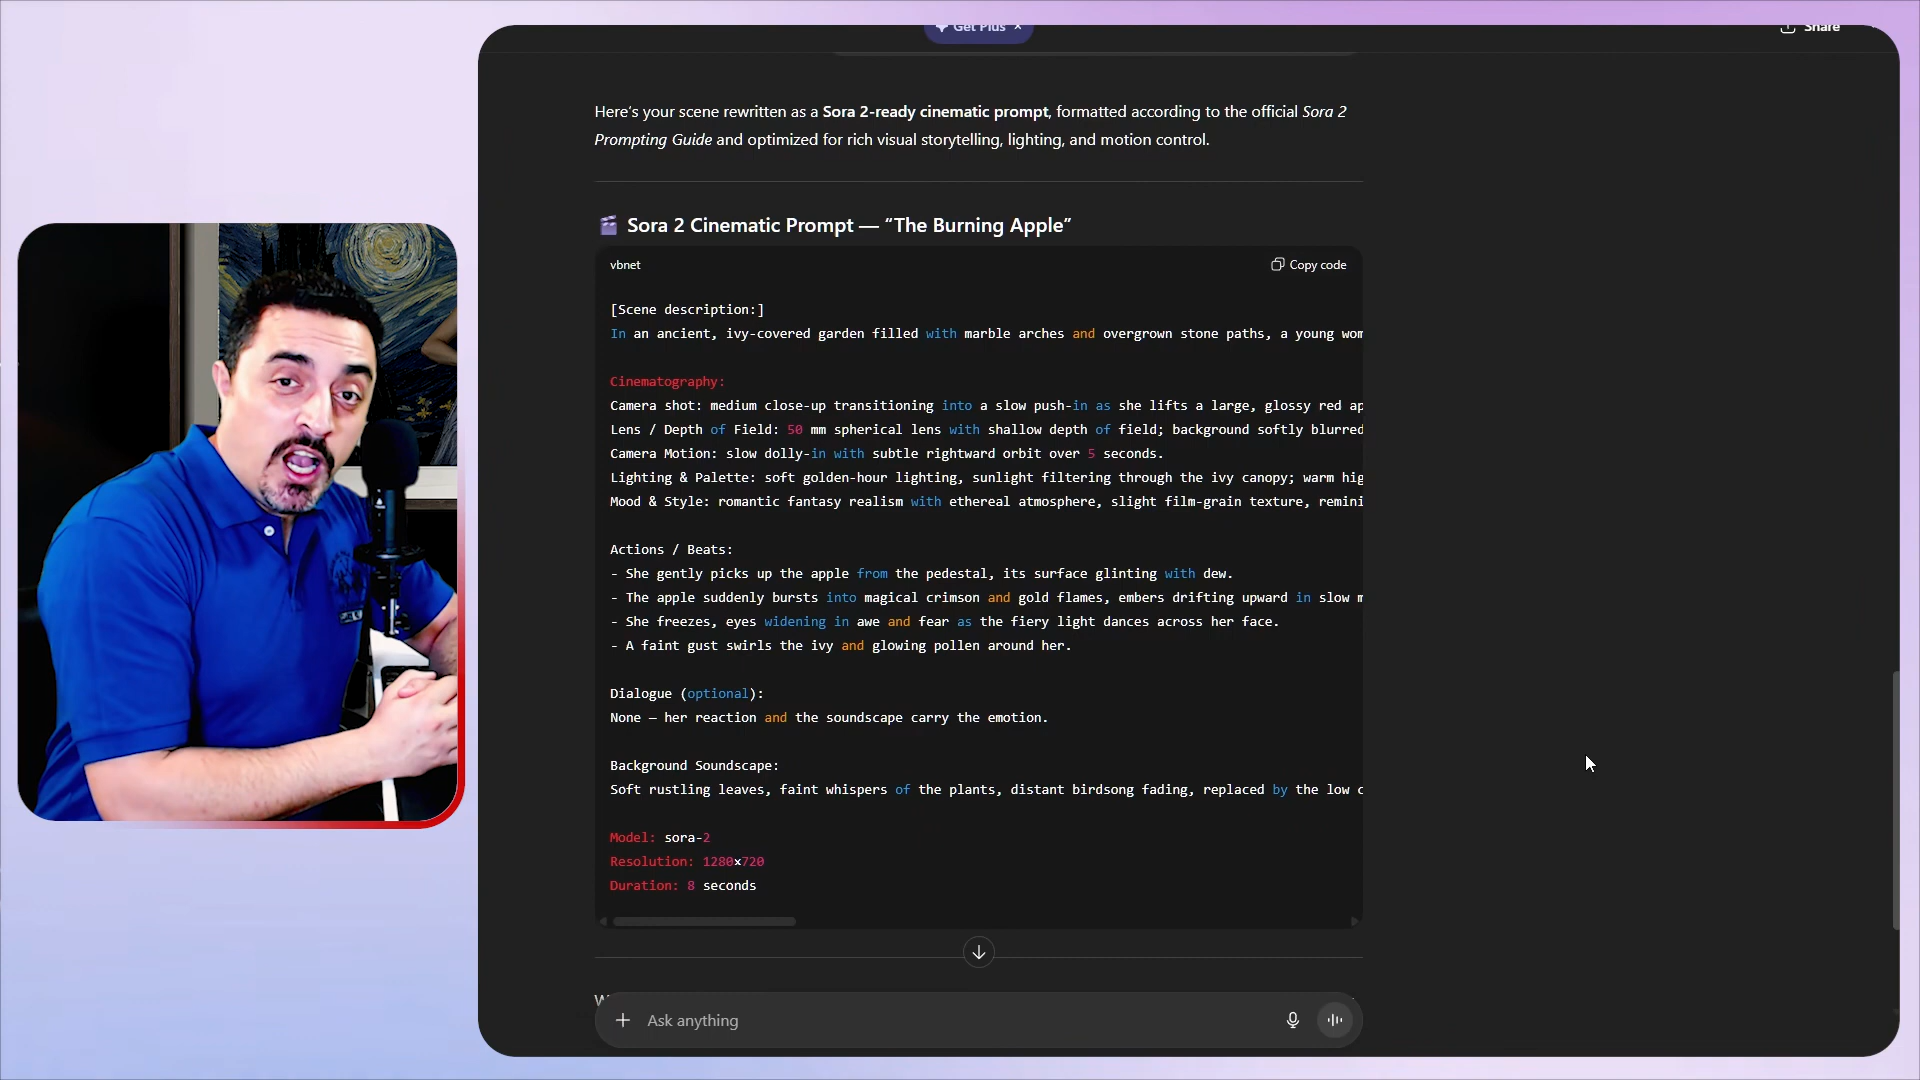 Get Plus ×
Share
Here's your scene rewritten as a Sora 2-ready cinematic prompt, formatted according to the official Sora 2
Prompting Guide and optimized for rich visual storytelling, lighting, and motion control.
Sora 2 Cinematic Prompt — “The Burning Apple”
vbnet
Copy code
[Scene description:]
In an ancient, ivy-covered garden filled with marble arches and overgrown stone paths, a young wom
Cinematography:
Camera shot: medium close-up transitioning into a slow push-in as she lifts a large, glossy red ap
Lens / Depth of Field: 50 mm spherical lens with shallow depth of field; background softly blurred
Camera Motion: slow dolly-in with subtle rightward orbit over 5 seconds.
Lighting & Palette: soft golden-hour lighting, sunlight filtering through the ivy canopy; warm hig
Mood & Style: romantic fantasy realism with ethereal atmosphere, slight film-grain texture, remini
Actions / Beats:
- She gently picks up the apple from the pedestal, its surface glinting with dew.
- The apple suddenly bursts into magical crimson and gold flames, embers drifting upward in slow m
- She freezes, eyes widening in awe and fear as the fiery light dances across her face.
- A faint gust swirls the ivy and glowing pollen around her.
Dialogue (optional):
None — her reaction and the soundscape carry the emotion.
Background Soundscape:
Soft rustling leaves, faint whispers of the plants, distant birdsong fading, replaced by the low c
Model: sora-2
Resolution: 1280×720
Duration: 8 seconds
Ask anything